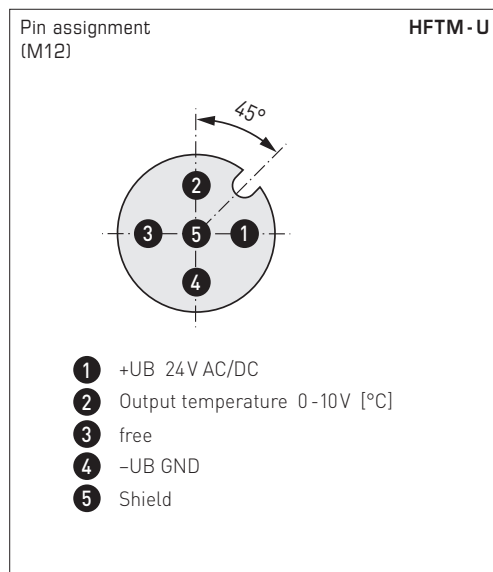 Pin assignment HFTM-U
(M12)
45°
2
3 5 1
4
1 +UB 24V AC/DC
2 Output temperature 0-10V [°C]
3 free
4 –UB GND
5 Shield